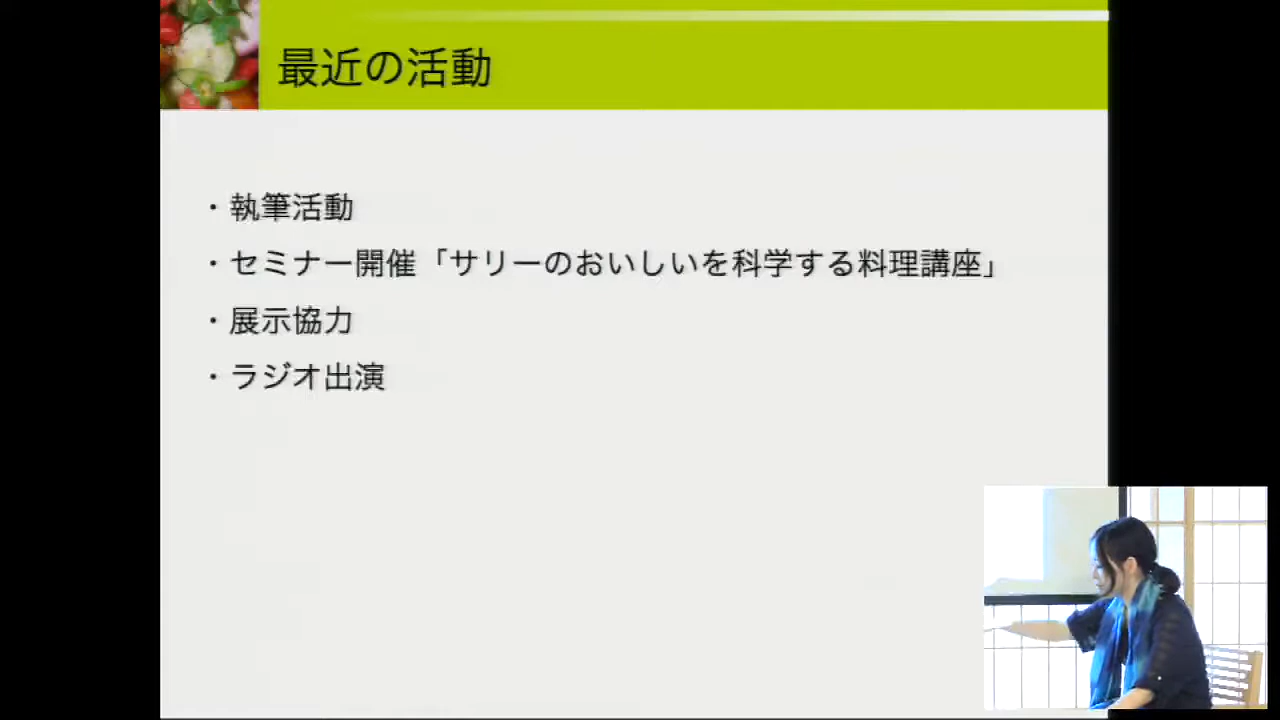 最近の活動
・執筆活動
・セミナー開催「サリーのおいしいを科学する料理講座」
・展示協力
・ラジオ出演